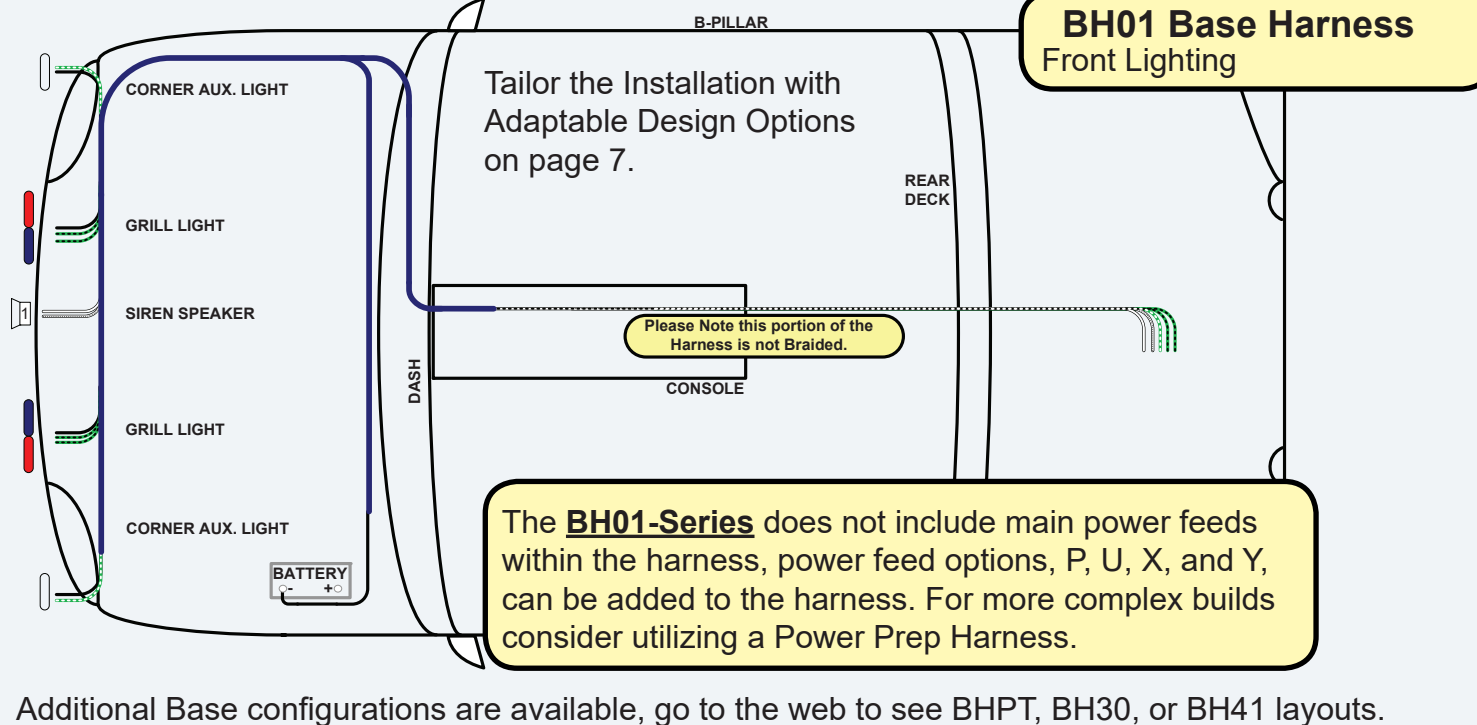 B-PILLAR
BH01 Base Harness
Front Lighting
CORNER AUX. LIGHT
Tailor the Installation with
Adaptable Design Options
on page 7.
REAR
DECK
GRILL LIGHT
1
SIREN SPEAKER
Please Note this portion of the
Harness is not Braided.
DASH
CONSOLE
GRILL LIGHT
CORNER AUX. LIGHT
BATTERY
- +
The BH01-Series does not include main power feeds
within the harness, power feed options, P, U, X, and Y,
can be added to the harness. For more complex builds
consider utilizing a Power Prep Harness.
Additional Base configurations are available, go to the web to see BHPT, BH30, or BH41 layouts.